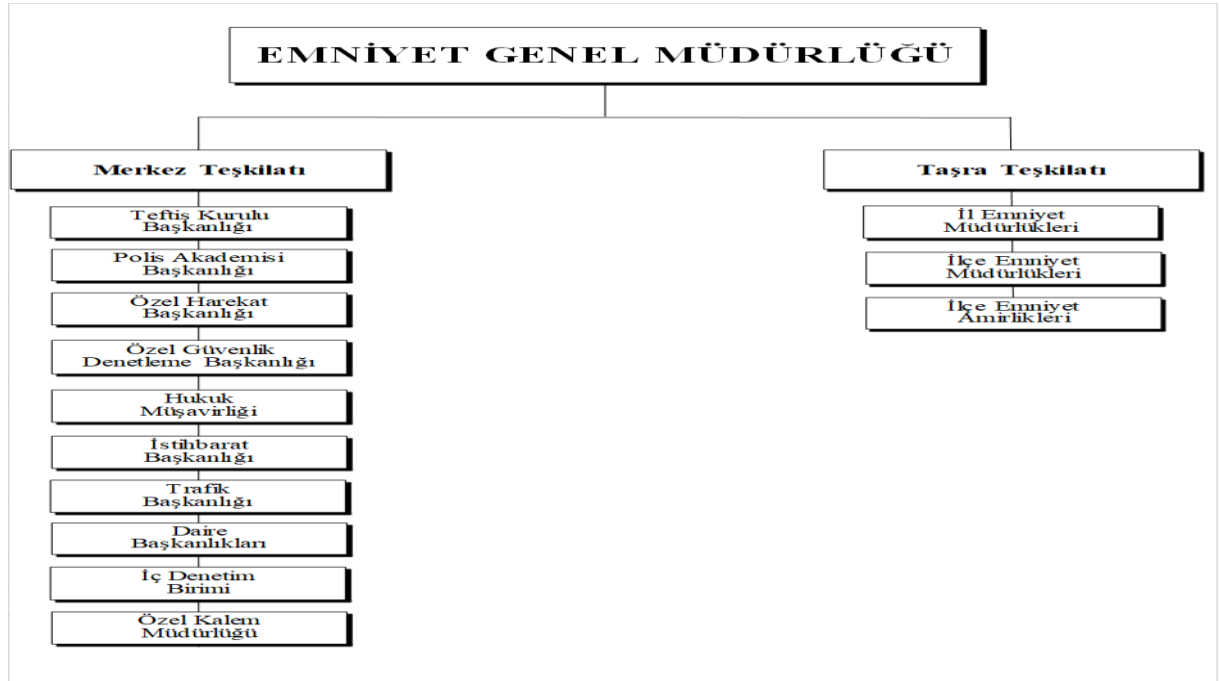 EMNİYET GENEL MÜDÜRLÜĞÜ
Merkez Teşkilatı
Teftiş Kurulu
Başkanlığı
Polis Akademisi
Başkanlığı
Özel Harekat
Başkanlığı
Özel Güvenlik
Denetleme Başkanlığı
Hukuk
Müşavirliği
İstihbarat
Başkanlığı
Trafik
Başkanlığı
Daire
Başkanlıkları
İç Denetim
Birimi
Özel Kalem
Müdürlüğü
Taşra Teşkilatı
İl Emniyet
Müdürlükleri
İlçe Emniyet
Müdürlükleri
İlçe Emniyet
Amirlikleri